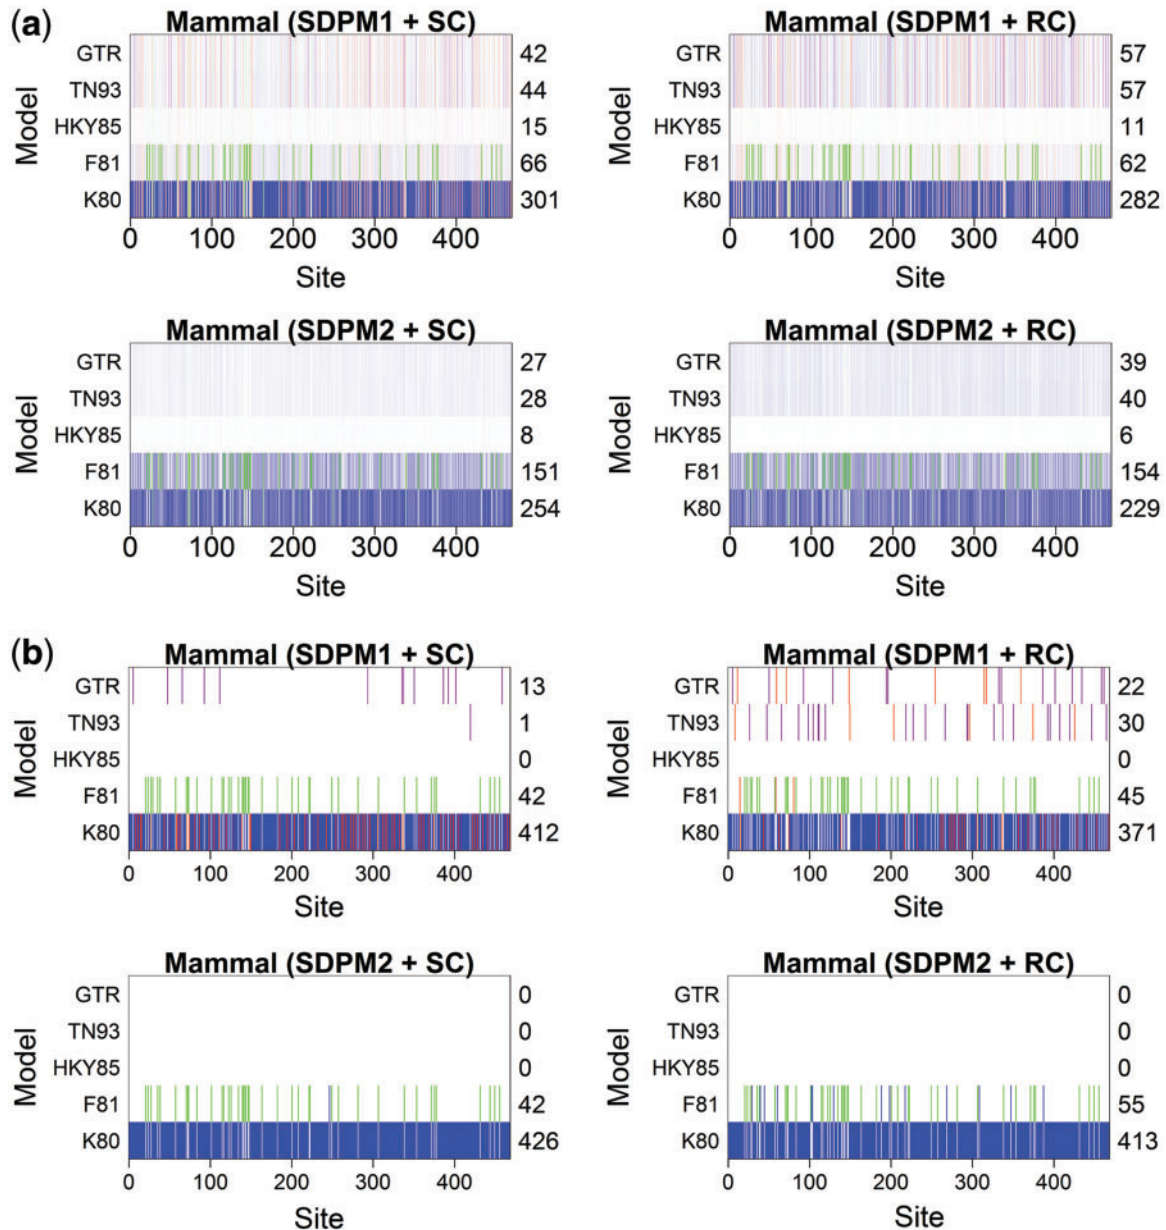 (a)
Mammal (SDPM1 + SC)
Model
GTR 42
TN93 44
HKY85 15
F81 66
K80 301
0 100 200 300 400
Site
Mammal (SDPM1 + RC)
Model
GTR 57
TN93 57
HKY85 11
F81 62
K80 282
0 100 200 300 400
Site
Mammal (SDPM2 + SC)
Model
GTR 27
TN93 28
HKY85 8
F81 151
K80 254
0 100 200 300 400
Site
Mammal (SDPM2 + RC)
Model
GTR 39
TN93 40
HKY85 6
F81 154
K80 229
0 100 200 300 400
Site
(b)
Mammal (SDPM1 + SC)
Model
GTR 13
TN93 1
HKY85 0
F81 42
K80 412
0 100 200 300 400
Site
Mammal (SDPM1 + RC)
Model
GTR 22
TN93 30
HKY85 0
F81 45
K80 371
0 100 200 300 400
Site
Mammal (SDPM2 + SC)
Model
GTR 0
TN93 0
HKY85 0
F81 42
K80 426
0 100 200 300 400
Site
Mammal (SDPM2 + RC)
Model
GTR 0
TN93 0
HKY85 0
F81 55
K80 413
0 100 200 300 400
Site